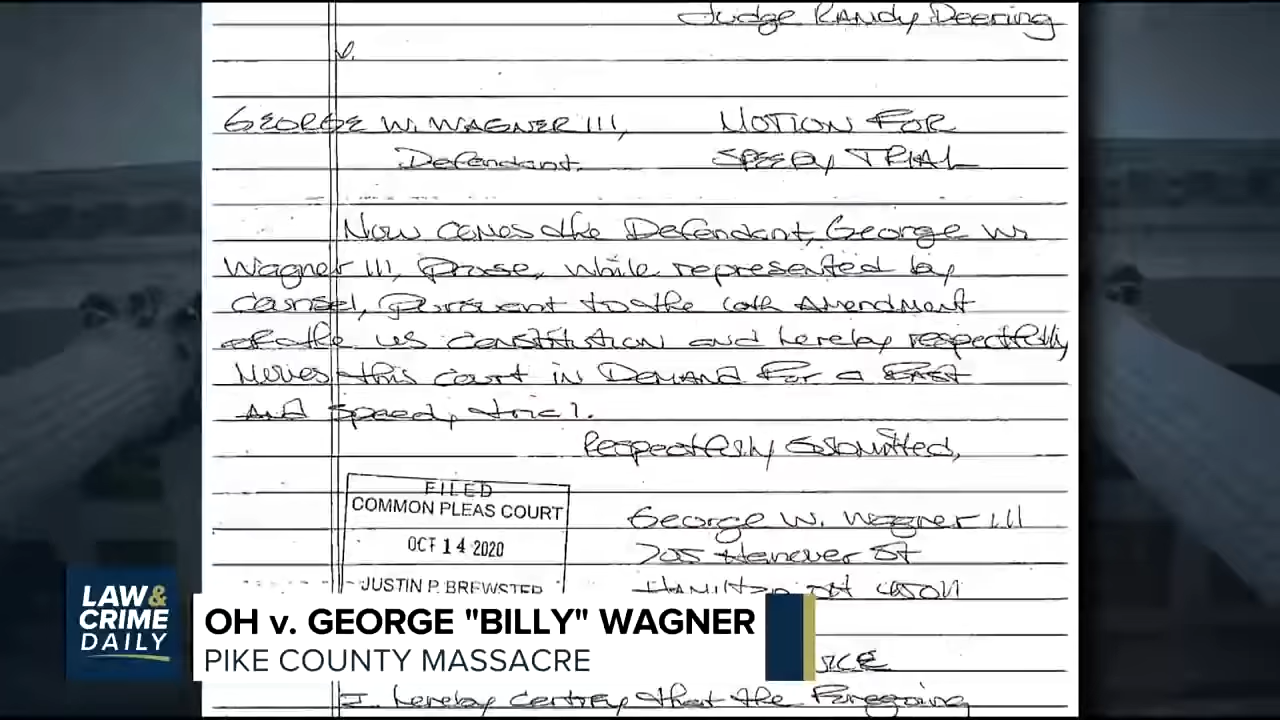 Judge Randy Deering
v.
GEORGE W. WAGNER III, MOTION FOR
Defendant. SPEEDY TRIAL
Now comes the Defendant, George W.
Wagner III, Prose, while represented by
counsel, Pursuant to the 6th Amendment
of the US Constitution and hereby respectfully
Moves this court in Demand For a FAST
And Speedy trial.
Respectfully Submitted,
FILED
COMMON PLEAS COURT
OCT 14 2020
JUSTIN P. BREWSTER
George W. Wagner III
705 Hanover St
Hamilton OH 45011
LAW&
CRIME
DAILY
OH v. GEORGE "BILLY" WAGNER
PIKE COUNTY MASSACRE
I hereby certify that the Foregoing